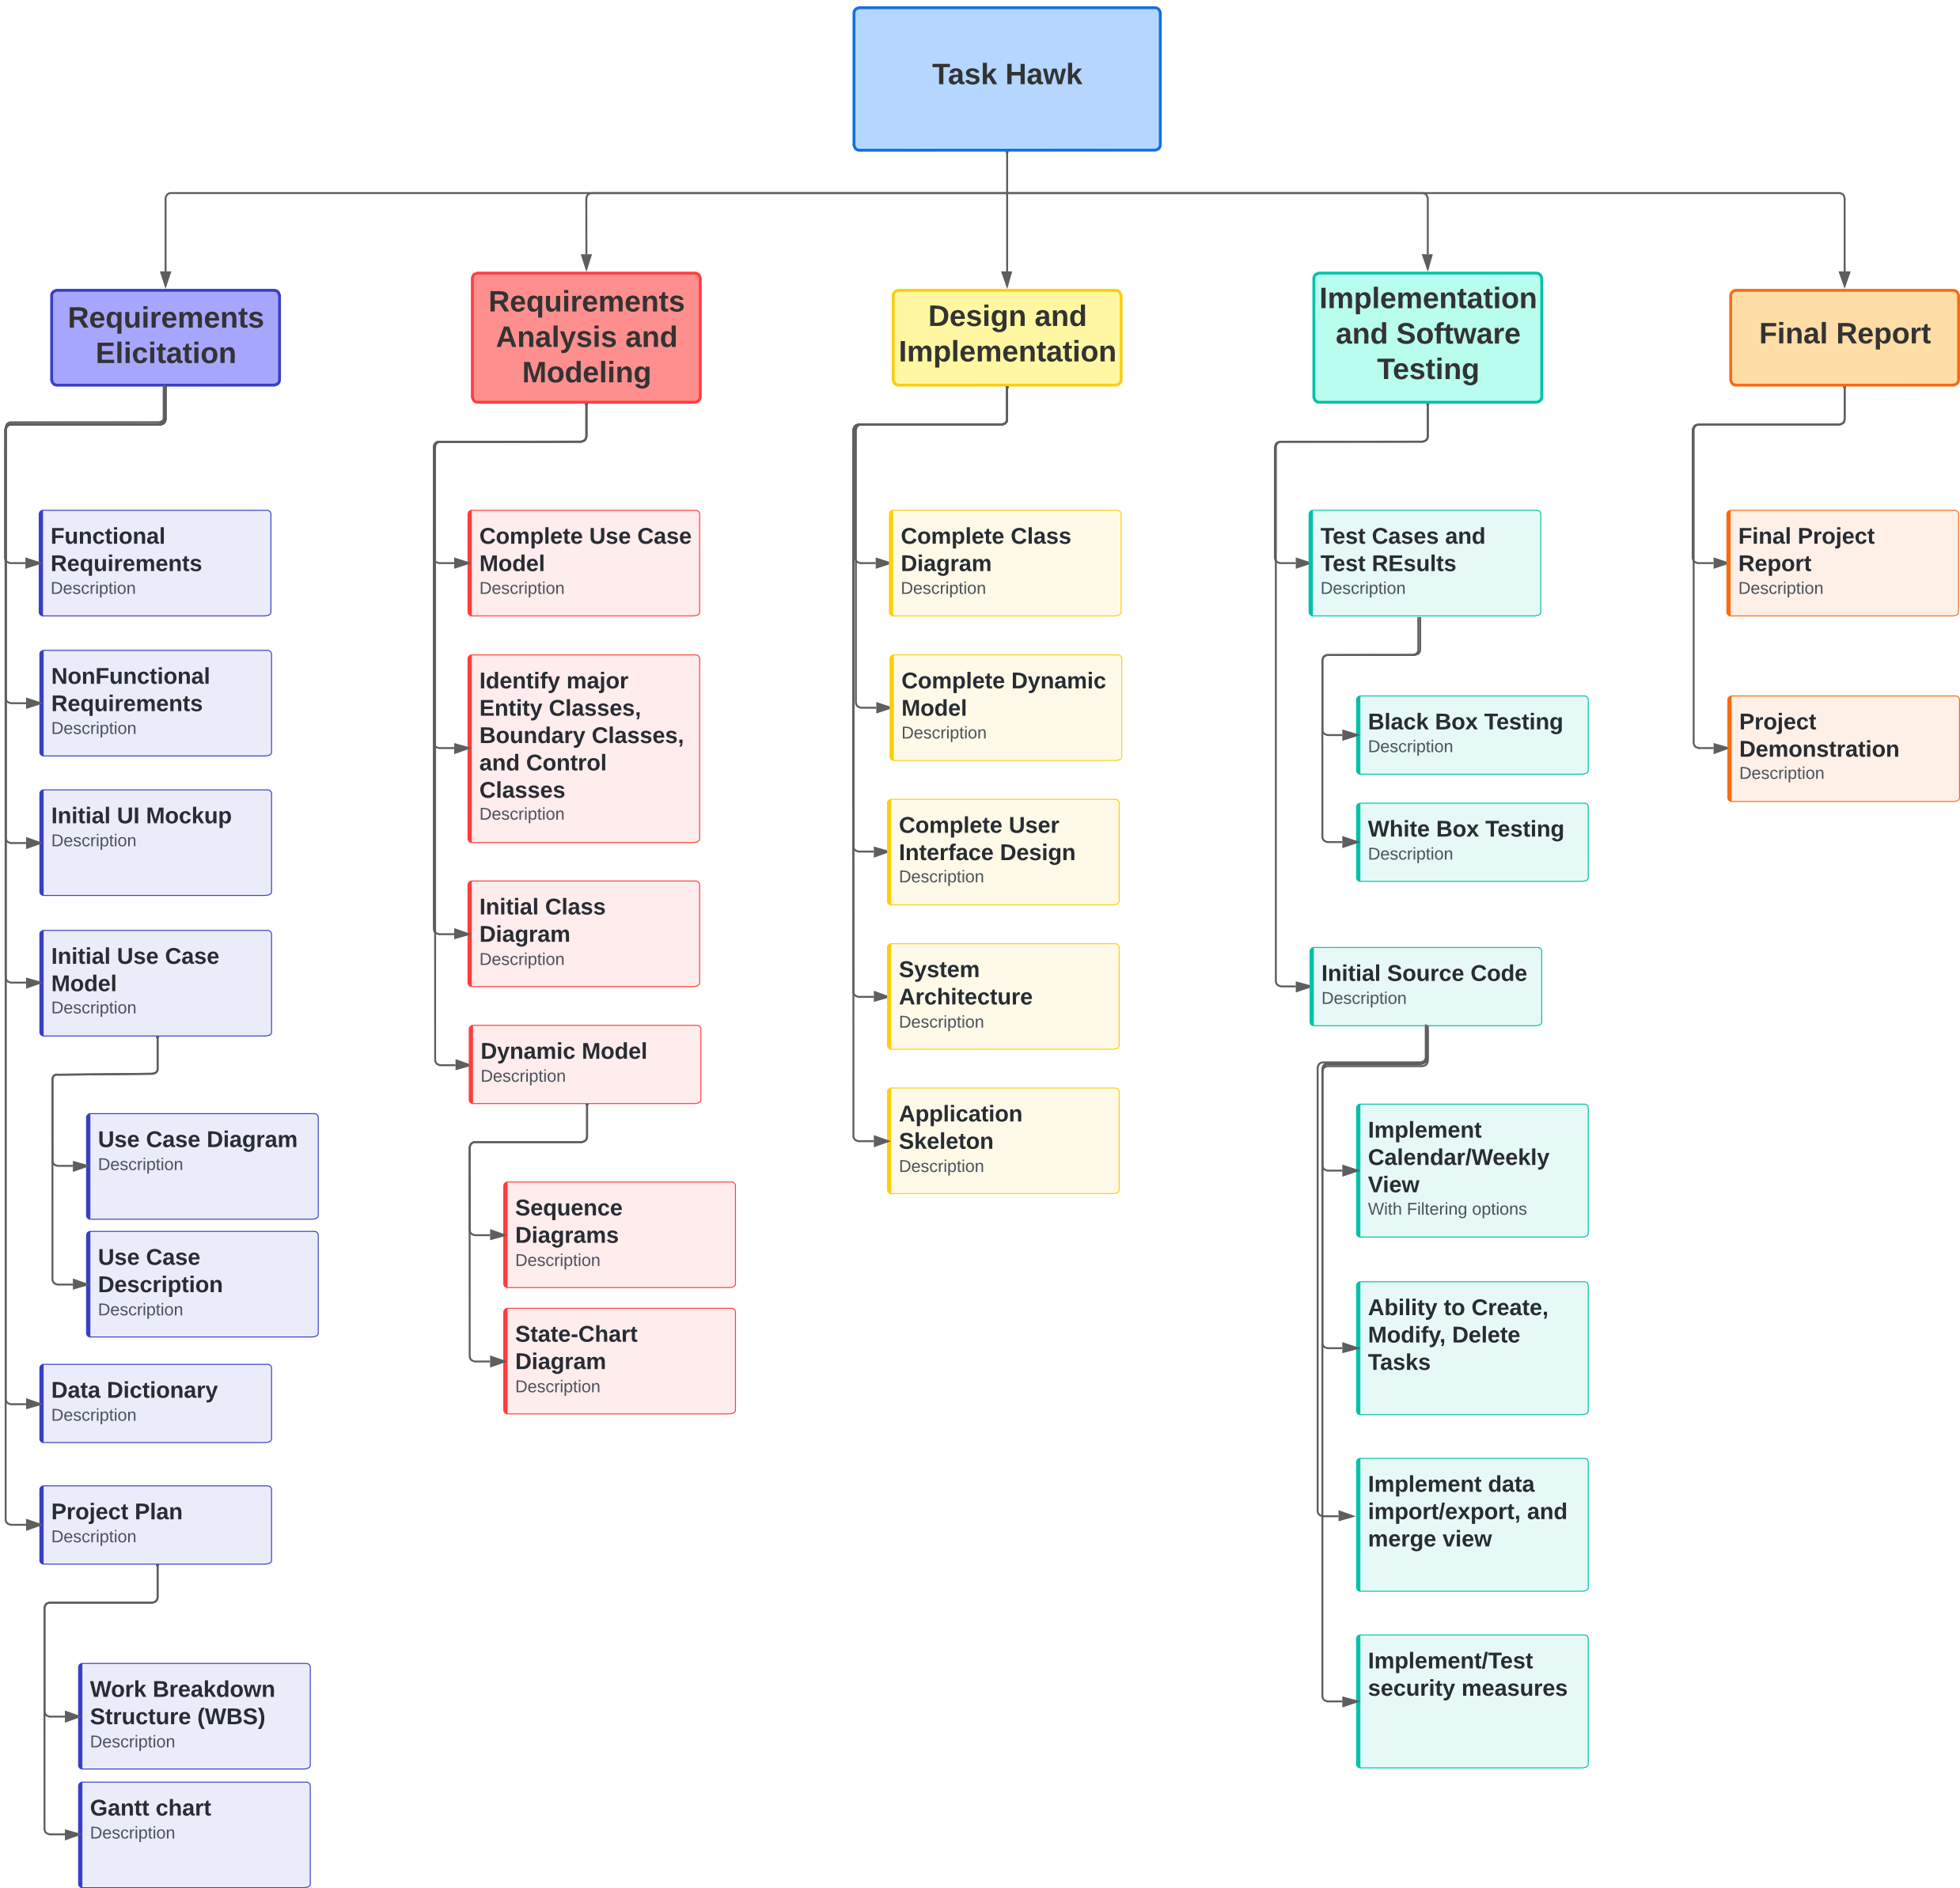 Task Hawk
Requirements
Elicitation
Functional
Requirements
Description
NonFunctional
Requirements
Description
Initial UI Mockup
Description
Initial Use Case
Model
Description
Use Case Diagram
Description
Use Case
Description
Description
Data Dictionary
Description
Project Plan
Description
Work Breakdown
Structure (WBS)
Description
Gantt chart
Description
Requirements
Analysis and
Modeling
Complete Use Case
Model
Description
Identify major
Entity Classes,
Boundary Classes,
and Control
Classes
Description
Initial Class
Diagram
Description
Dynamic Model
Description
Sequence
Diagrams
Description
State-Chart
Diagram
Description
Design and
Implementation
Complete Class
Diagram
Description
Complete Dynamic
Model
Description
Complete User
Interface Design
Description
System
Architecture
Description
Application
Skeleton
Description
Implementation
and Software
Testing
Test Cases and
Test REsults
Description
Black Box Testing
Description
White Box Testing
Description
Initial Source Code
Description
Implement
Calendar/Weekly
View
With Filtering options
Ability to Create,
Modify, Delete
Tasks
Implement data
import/export, and
merge view
Implement/Test
security measures
Final Report
Final Project
Report
Description
Project
Demonstration
Description